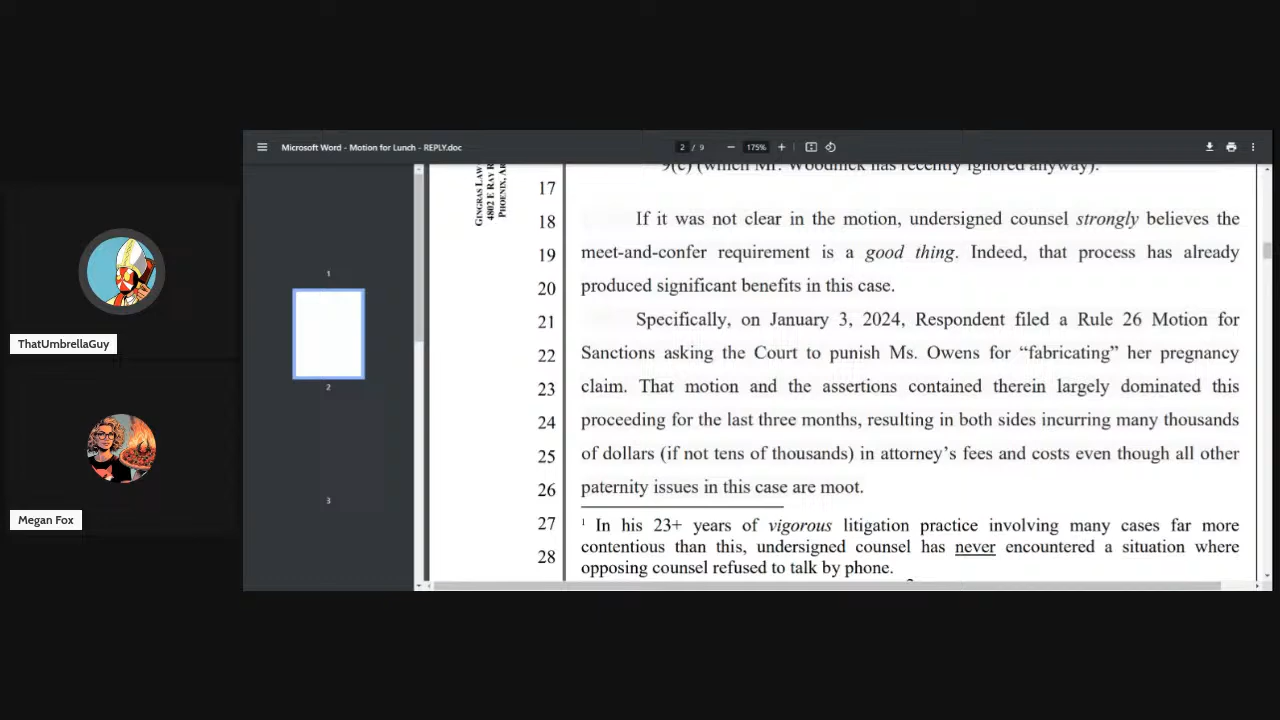 Microsoft Word - Motion for Lunch - REPLY.doc
2 / 9
175%
GINGRAS LAW
4802 E RAY R
PHOENIX, AR
9(c) (which Mr. Woodnick has recently ignored anyway).
17
18 If it was not clear in the motion, undersigned counsel strongly believes the
19 meet-and-confer requirement is a good thing. Indeed, that process has already
20 produced significant benefits in this case.
21 Specifically, on January 3, 2024, Respondent filed a Rule 26 Motion for
22 Sanctions asking the Court to punish Ms. Owens for “fabricating” her pregnancy
23 claim. That motion and the assertions contained therein largely dominated this
24 proceeding for the last three months, resulting in both sides incurring many thousands
25 of dollars (if not tens of thousands) in attorney’s fees and costs even though all other
26 paternity issues in this case are moot.
27 1 In his 23+ years of vigorous litigation practice involving many cases far more
contentious than this, undersigned counsel has never encountered a situation where
28 opposing counsel refused to talk by phone.
1
2
3
ThatUmbrellaGuy
Megan Fox